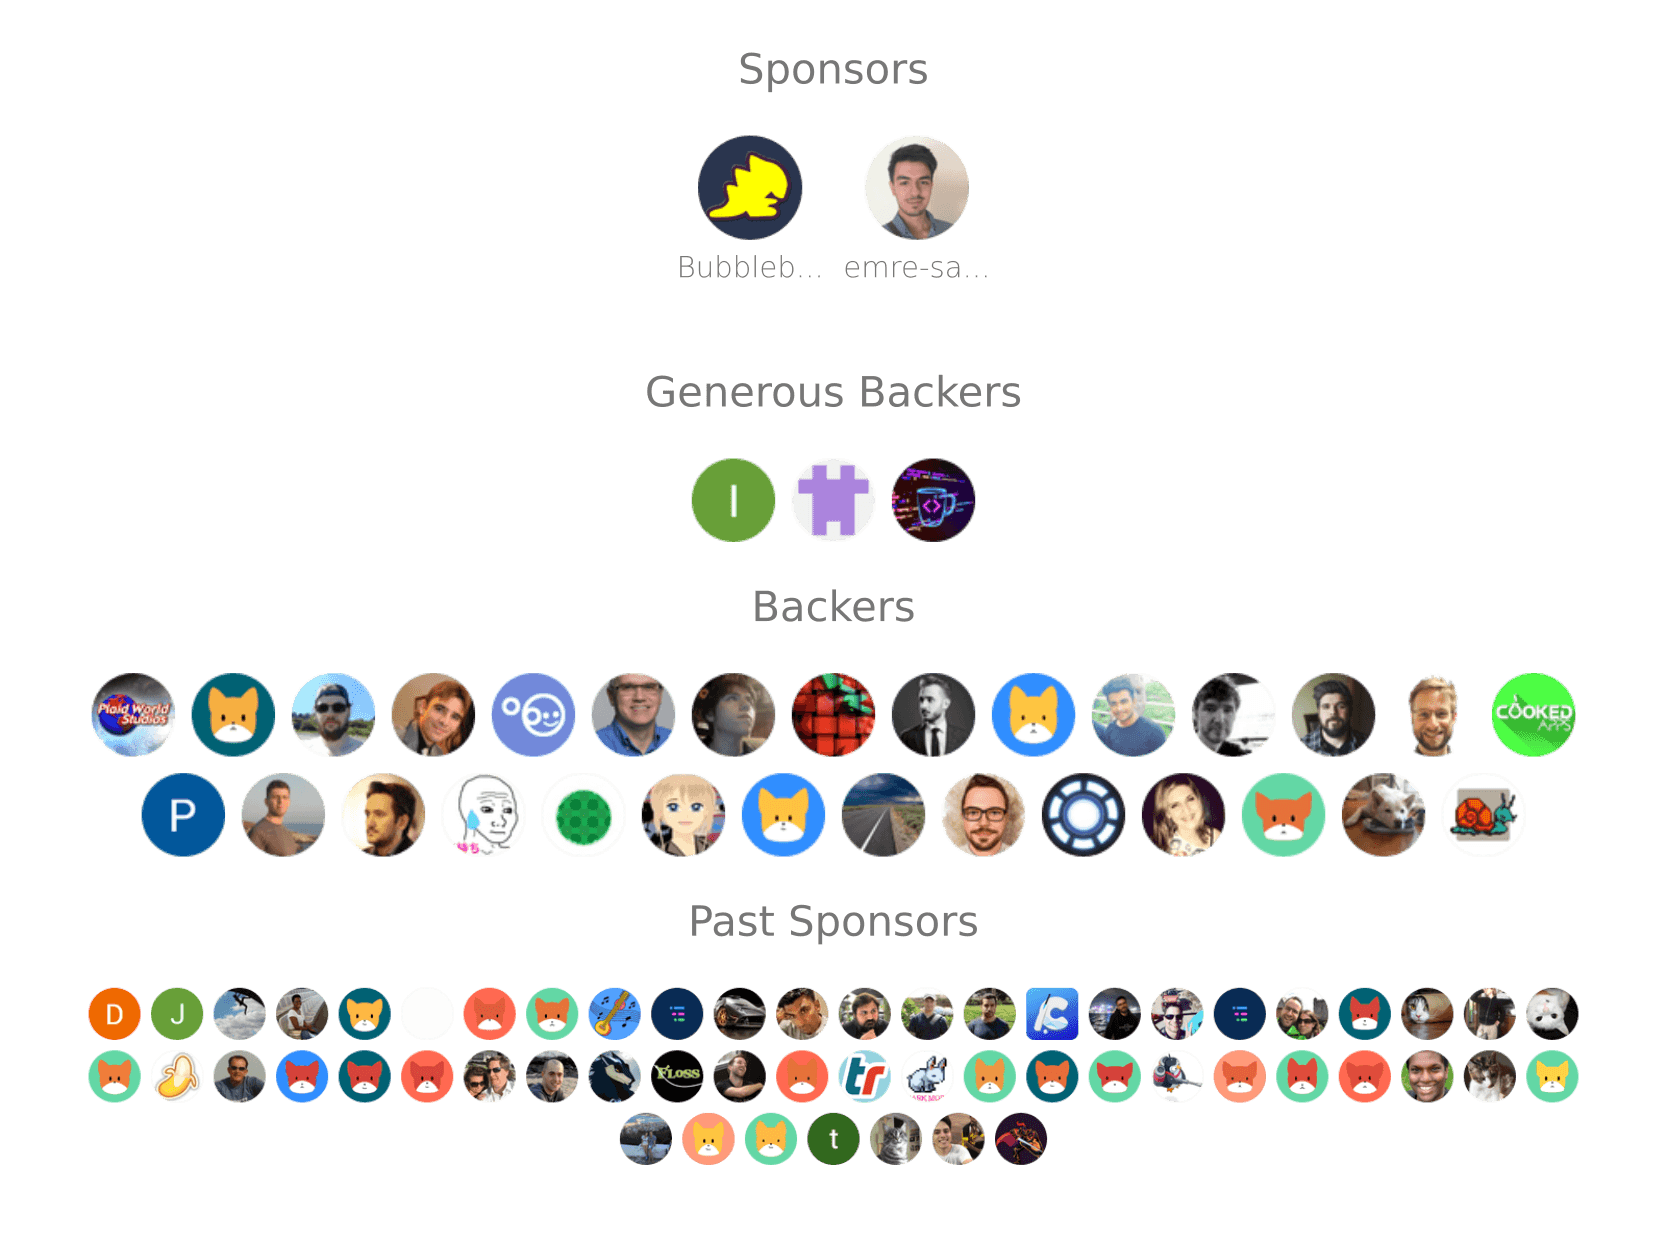 Sponsors
Bubbleb... emre-sa...
Generous Backers
I
Backers
Plaid World
Studios
COOKED
APPS
P
Past Sponsors
D J
FLOSS
tr
t